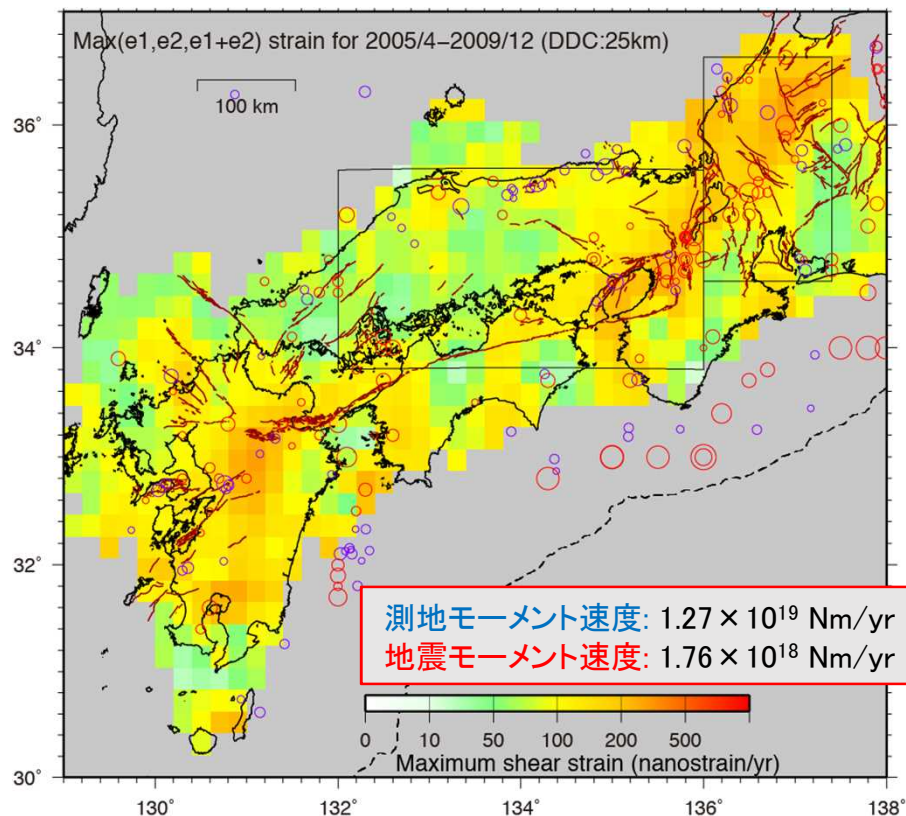 Max(e1,e2,e1+e2) strain for 2005/4−2009/12 (DDC:25km)
100 km
36˚
34˚
32˚
30˚
測地モーメント速度: 1.27×10¹⁹ Nm/yr
地震モーメント速度: 1.76×10¹⁸ Nm/yr
0 10 50 100 200 500
Maximum shear strain (nanostrain/yr)
130˚ 132˚ 134˚ 136˚ 138˚